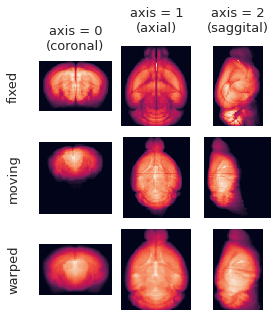 axis = 0
(coronal)
axis = 1
(axial)
axis = 2
(saggital)
fixed
moving
warped